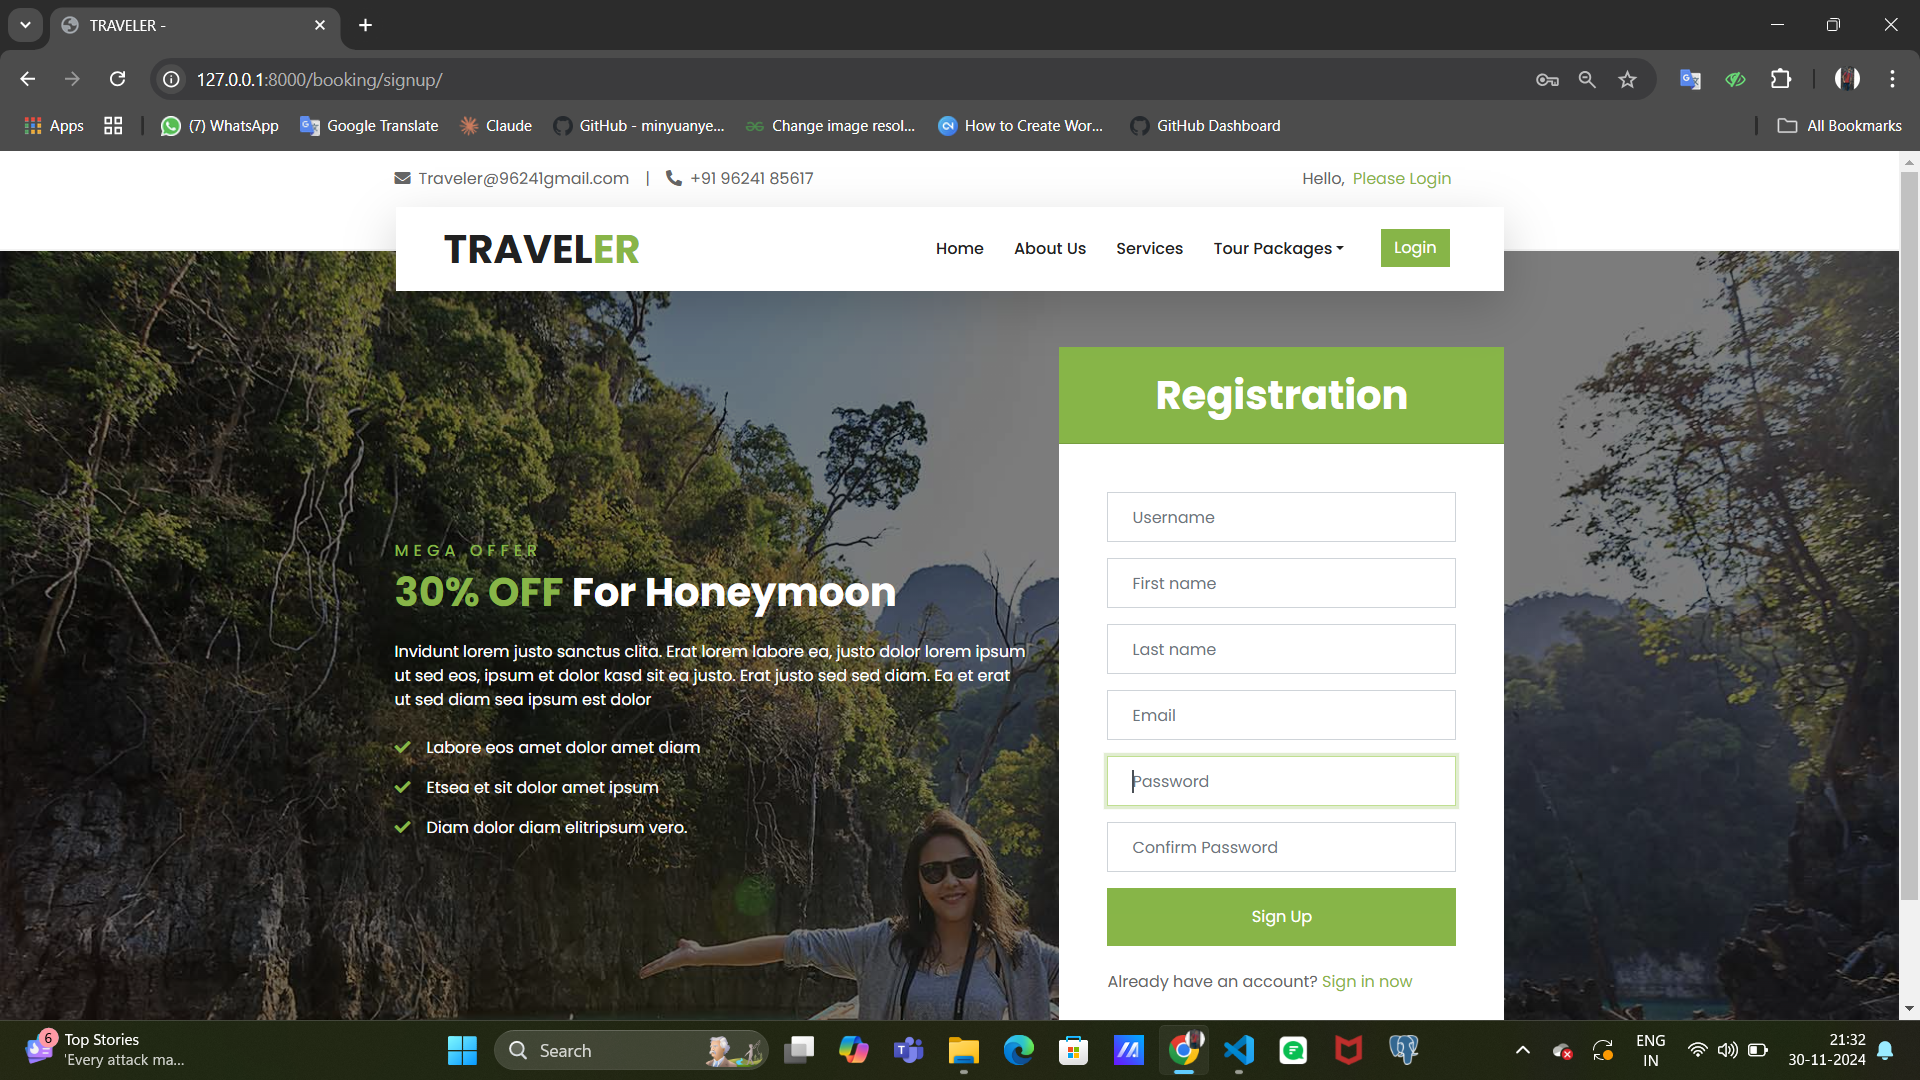 TRAVELER -
127.0.0.1:8000/booking/signup/
Apps
(7) WhatsApp
Google Translate
Claude
GitHub - minyuanye...
Change image resol...
How to Create Wor...
GitHub Dashboard
All Bookmarks
Traveler@96241gmail.com | +91 96241 85617
Hello, Please Login
TRAVELER
Home
About Us
Services
Tour Packages
Login
Registration
Username
First name
Last name
Email
Password
Confirm Password
Sign Up
Already have an account? Sign in now
MEGA OFFER
30% OFF For Honeymoon
Invidunt lorem justo sanctus clita. Erat lorem labore ea, justo dolor lorem ipsum
ut sed eos, ipsum et dolor kasd sit ea justo. Erat justo sed sed diam. Ea et erat
ut sed diam sea ipsum est dolor
Labore eos amet dolor amet diam
Etsea et sit dolor amet ipsum
Diam dolor diam elitripsum vero.
6
Top Stories
'Every attack ma...
Search
ENG
IN
21:32
30-11-2024